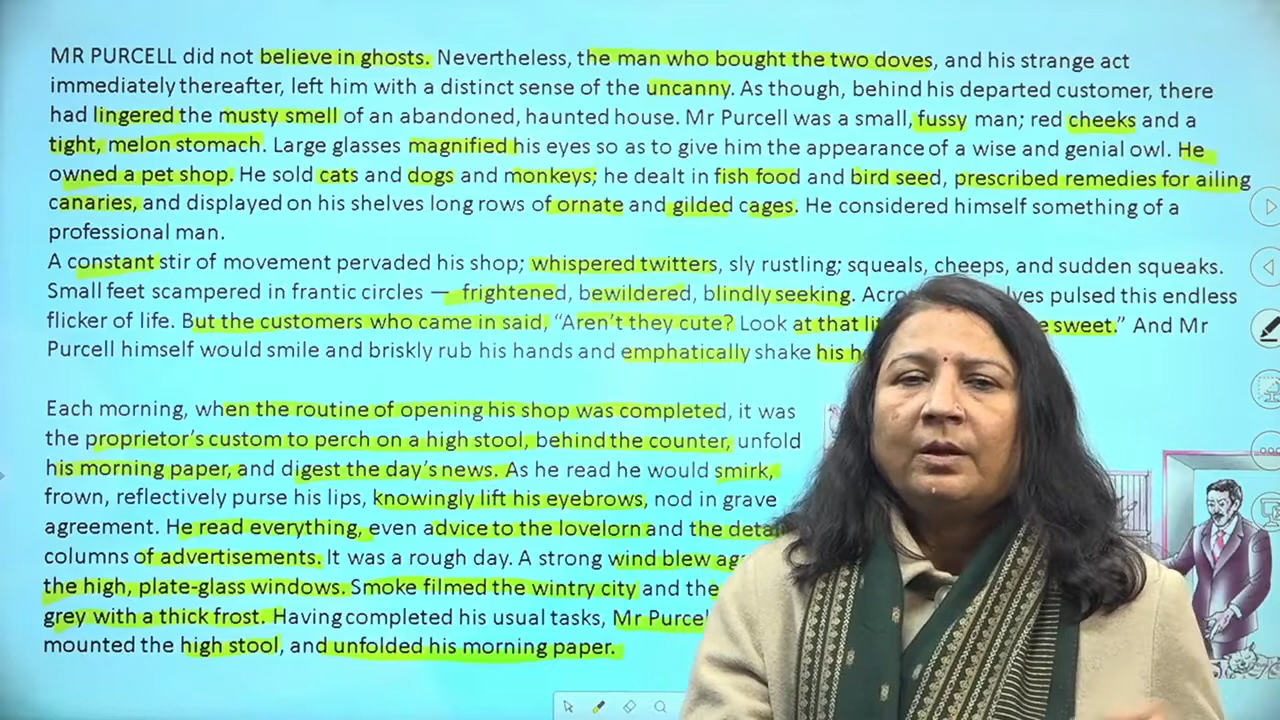 MR PURCELL did not believe in ghosts. Nevertheless, the man who bought the two doves, and his strange act
immediately thereafter, left him with a distinct sense of the uncanny. As though, behind his departed customer, there
had lingered the musty smell of an abandoned, haunted house. Mr Purcell was a small, fussy man; red cheeks and a
tight, melon stomach. Large glasses magnified his eyes so as to give him the appearance of a wise and genial owl. He
owned a pet shop. He sold cats and dogs and monkeys; he dealt in fish food and bird seed, prescribed remedies for ailing
canaries, and displayed on his shelves long rows of ornate and gilded cages. He considered himself something of a
professional man.
A constant stir of movement pervaded his shop; whispered twitters, sly rustling; squeals, cheeps, and sudden squeaks.
Small feet scampered in frantic circles — frightened, bewildered, blindly seeking. pulsed this endless
flicker of life. But the customers who came in said, “Aren’t they cute? Look at that sweet.” And Mr
Purcell himself would smile and briskly rub his hands and emphatically shake his
Each morning, when the routine of opening his shop was completed, it was
the proprietor’s custom to perch on a high stool, behind the counter, unfold
his morning paper, and digest the day’s news. As he read he would smirk,
frown, reflectively purse his lips, knowingly lift his eyebrows, nod in grave
agreement. He read everything, even advice to the lovelorn and the
columns of advertisements. It was a rough day. A strong wind blew
the high, plate-glass windows. Smoke filmed the wintry city and the
grey with a thick frost. Having completed his usual tasks, Mr
mounted the high stool, and unfolded his morning paper.